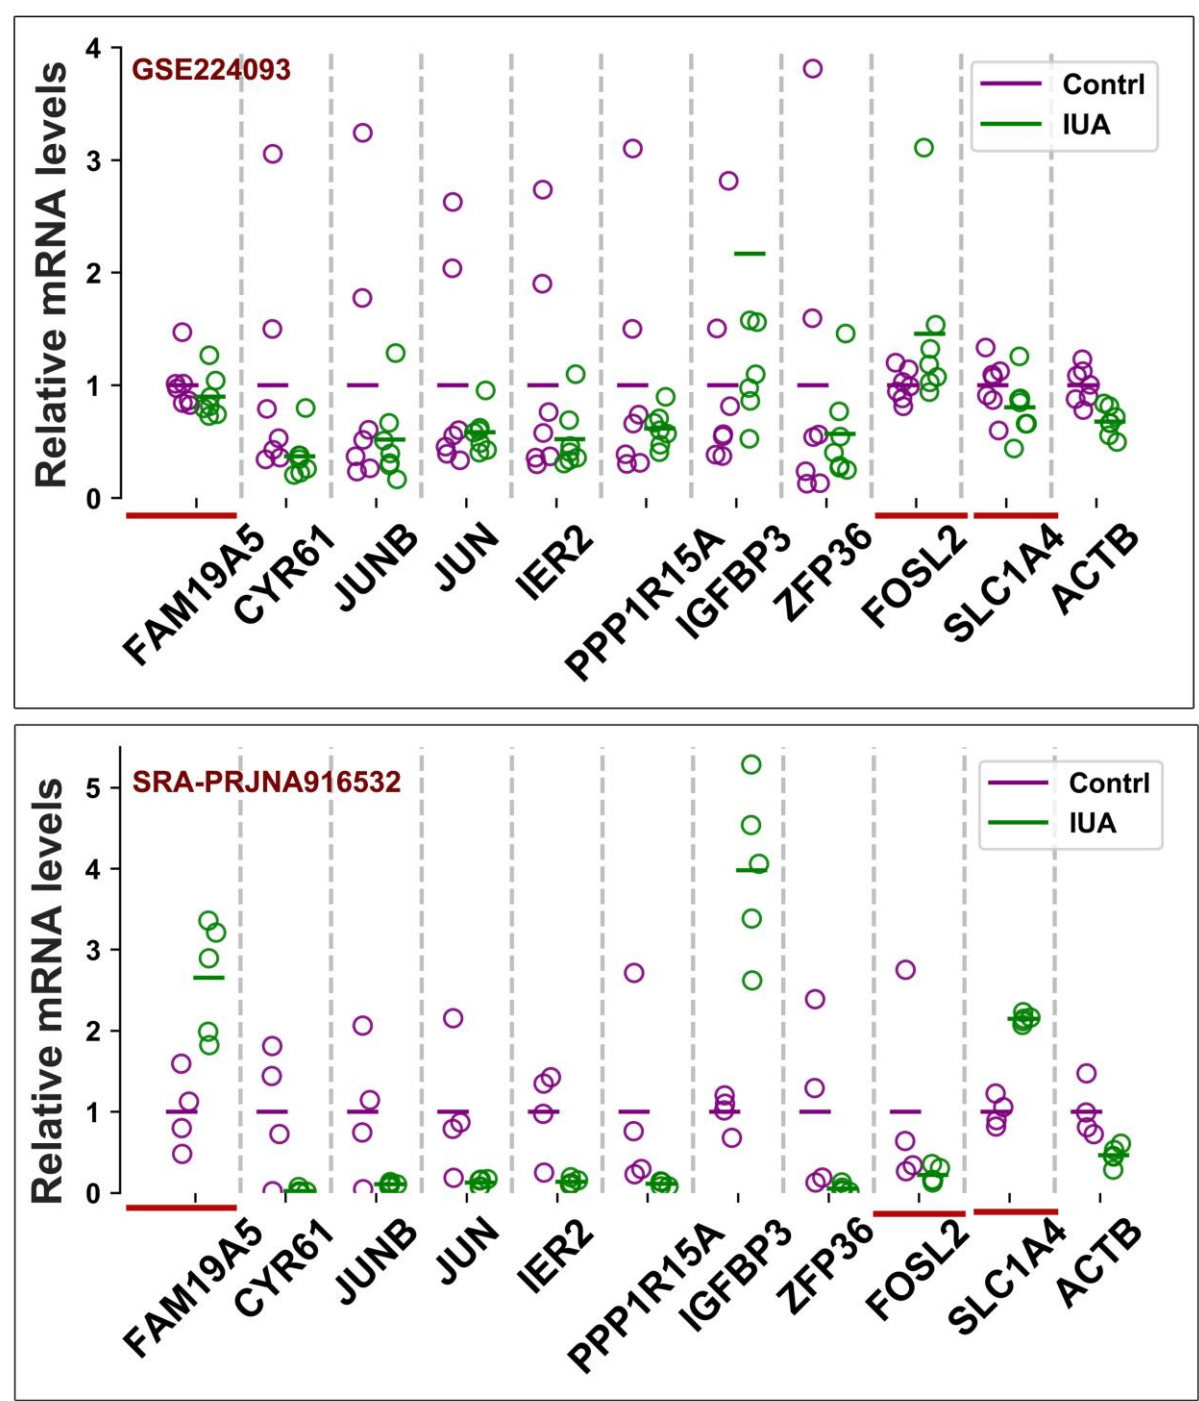 GSE224093
Contrl
IUA
Relative mRNA levels
4
3
2
1
0
FAM19A5
CYR61
JUNB
JUN
IER2
PPP1R15A
IGFBP3
ZFP36
FOSL2
SLC1A4
ACTB
SRA-PRJNA916532
Contrl
IUA
Relative mRNA levels
5
4
3
2
1
0
FAM19A5
CYR61
JUNB
JUN
IER2
PPP1R15A
IGFBP3
ZFP36
FOSL2
SLC1A4
ACTB